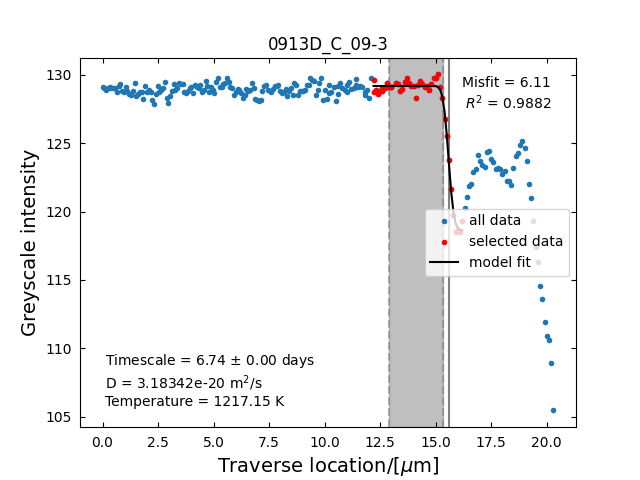 0913D_C_09-3
Misfit = 6.11
R² = 0.9882
Greyscale intensity
130
125
120
115
110
105
all data
selected data
model fit
Timescale = 6.74 ± 0.00 days
D = 3.18342e-20 m²/s
Temperature = 1217.15 K
0.0 2.5 5.0 7.5 10.0 12.5 15.0 17.5 20.0
Traverse location/[μm]